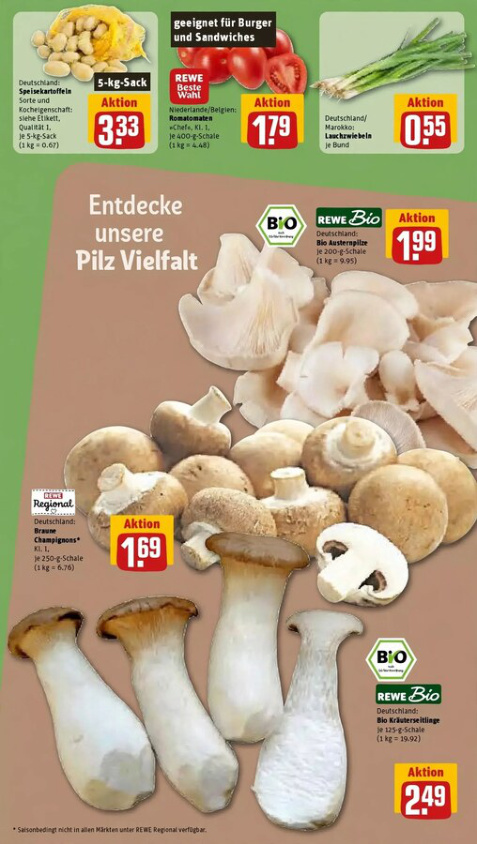 Deutschland:
Speisekartoffeln
Sorte und
Kocheigenschaft:
siehe Etikett,
Qualität 1,
je 5-kg-Sack
(1 kg = 0.67)
5-kg-Sack
Aktion
3.33
geeignet für Burger
und Sandwiches
REWE
Beste
Wahl
Niederlande/Belgien:
Romatomaten
»Chef«, Kl. 1,
je 400-g-Schale
(1 kg = 4.48)
Aktion
1.79
Deutschland/
Marokko:
Lauchzwiebeln
je Bund
Aktion
0.55
Entdecke
unsere
Pilz Vielfalt
BIO
REWE Bio
Deutschland:
Bio Austernpilze
je 200-g-Schale
(1 kg = 9.95)
Aktion
1.99
REWE
Regional
Deutschland:
Braune
Champignons*
Kl. 1,
je 250-g-Schale
(1 kg = 6.76)
Aktion
1.69
BIO
REWE Bio
Deutschland:
Bio Kräuterseitlinge
je 125-g-Schale
(1 kg = 19.92)
Aktion
2.49
* Saisonbedingt nicht in allen Märkten unter REWE Regional verfügbar.